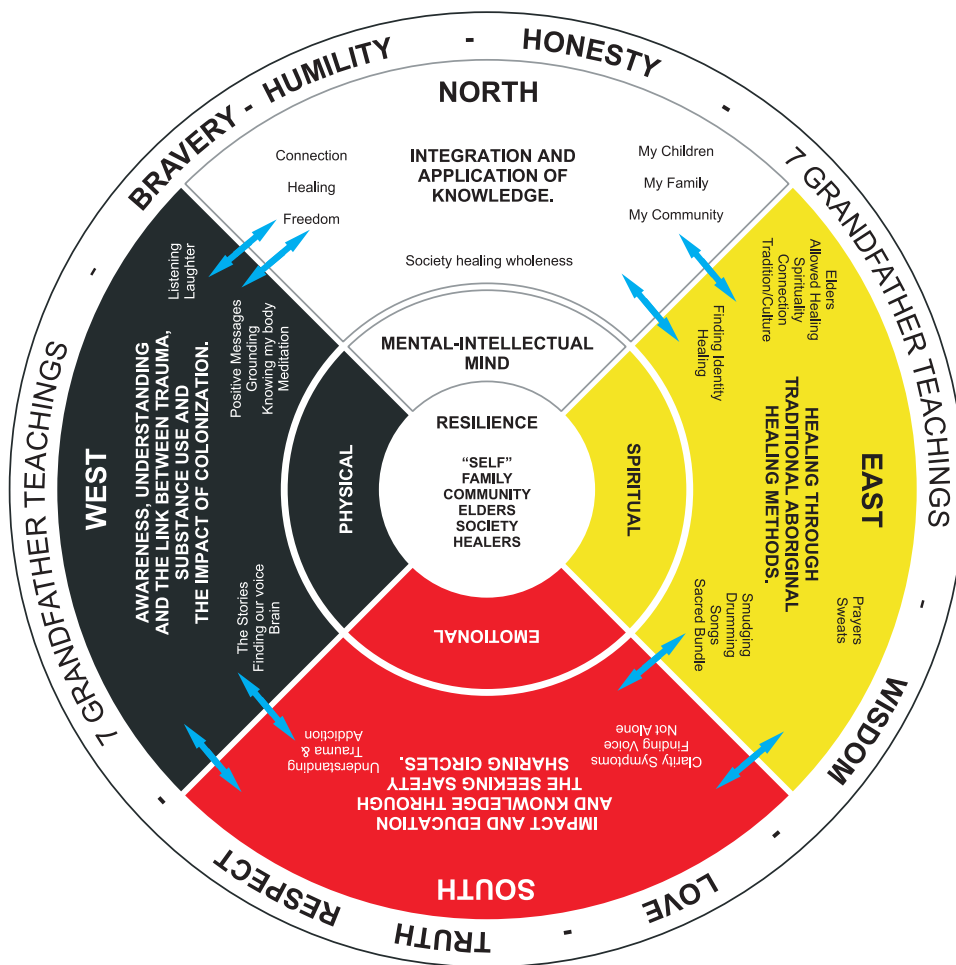 BRAVERY - HUMILITY - HONESTY -
7 GRANDFATHER TEACHINGS -
WISDOM - LOVE - TRUTH - RESPECT -
7 GRANDFATHER TEACHINGS -
NORTH
INTEGRATION AND
APPLICATION OF
KNOWLEDGE.
Connection
Healing
Freedom
My Children
My Family
My Community
Society healing wholeness
MENTAL-INTELLECTUAL
MIND
EAST
HEALING THROUGH
TRADITIONAL ABORIGINAL
HEALING METHODS.
Elders
Allowed Healing
Spirituality
Connection
Tradition/Culture
Finding Identity
Healing
Prayers
Sweats
Smudging
Drumming
Songs
Sacred Bundle
SPIRITUAL
SOUTH
IMPACT AND EDUCATION
AND KNOWLEDGE THROUGH
THE SEEKING SAFETY
SHARING CIRCLES.
Clarity Symptoms
Finding Voice
Not Alone
Understanding
Trauma &
Addiction
EMOTIONAL
WEST
AWARENESS, UNDERSTANDING
AND THE LINK BETWEEN TRAUMA,
SUBSTANCE USE AND
THE IMPACT OF COLONIZATION.
The Stories
Finding our voice
Brain
Listening
Laughter
Positive Messages
Grounding
Knowing my body
Meditation
PHYSICAL
RESILIENCE
“SELF”
FAMILY
COMMUNITY
ELDERS
SOCIETY
HEALERS